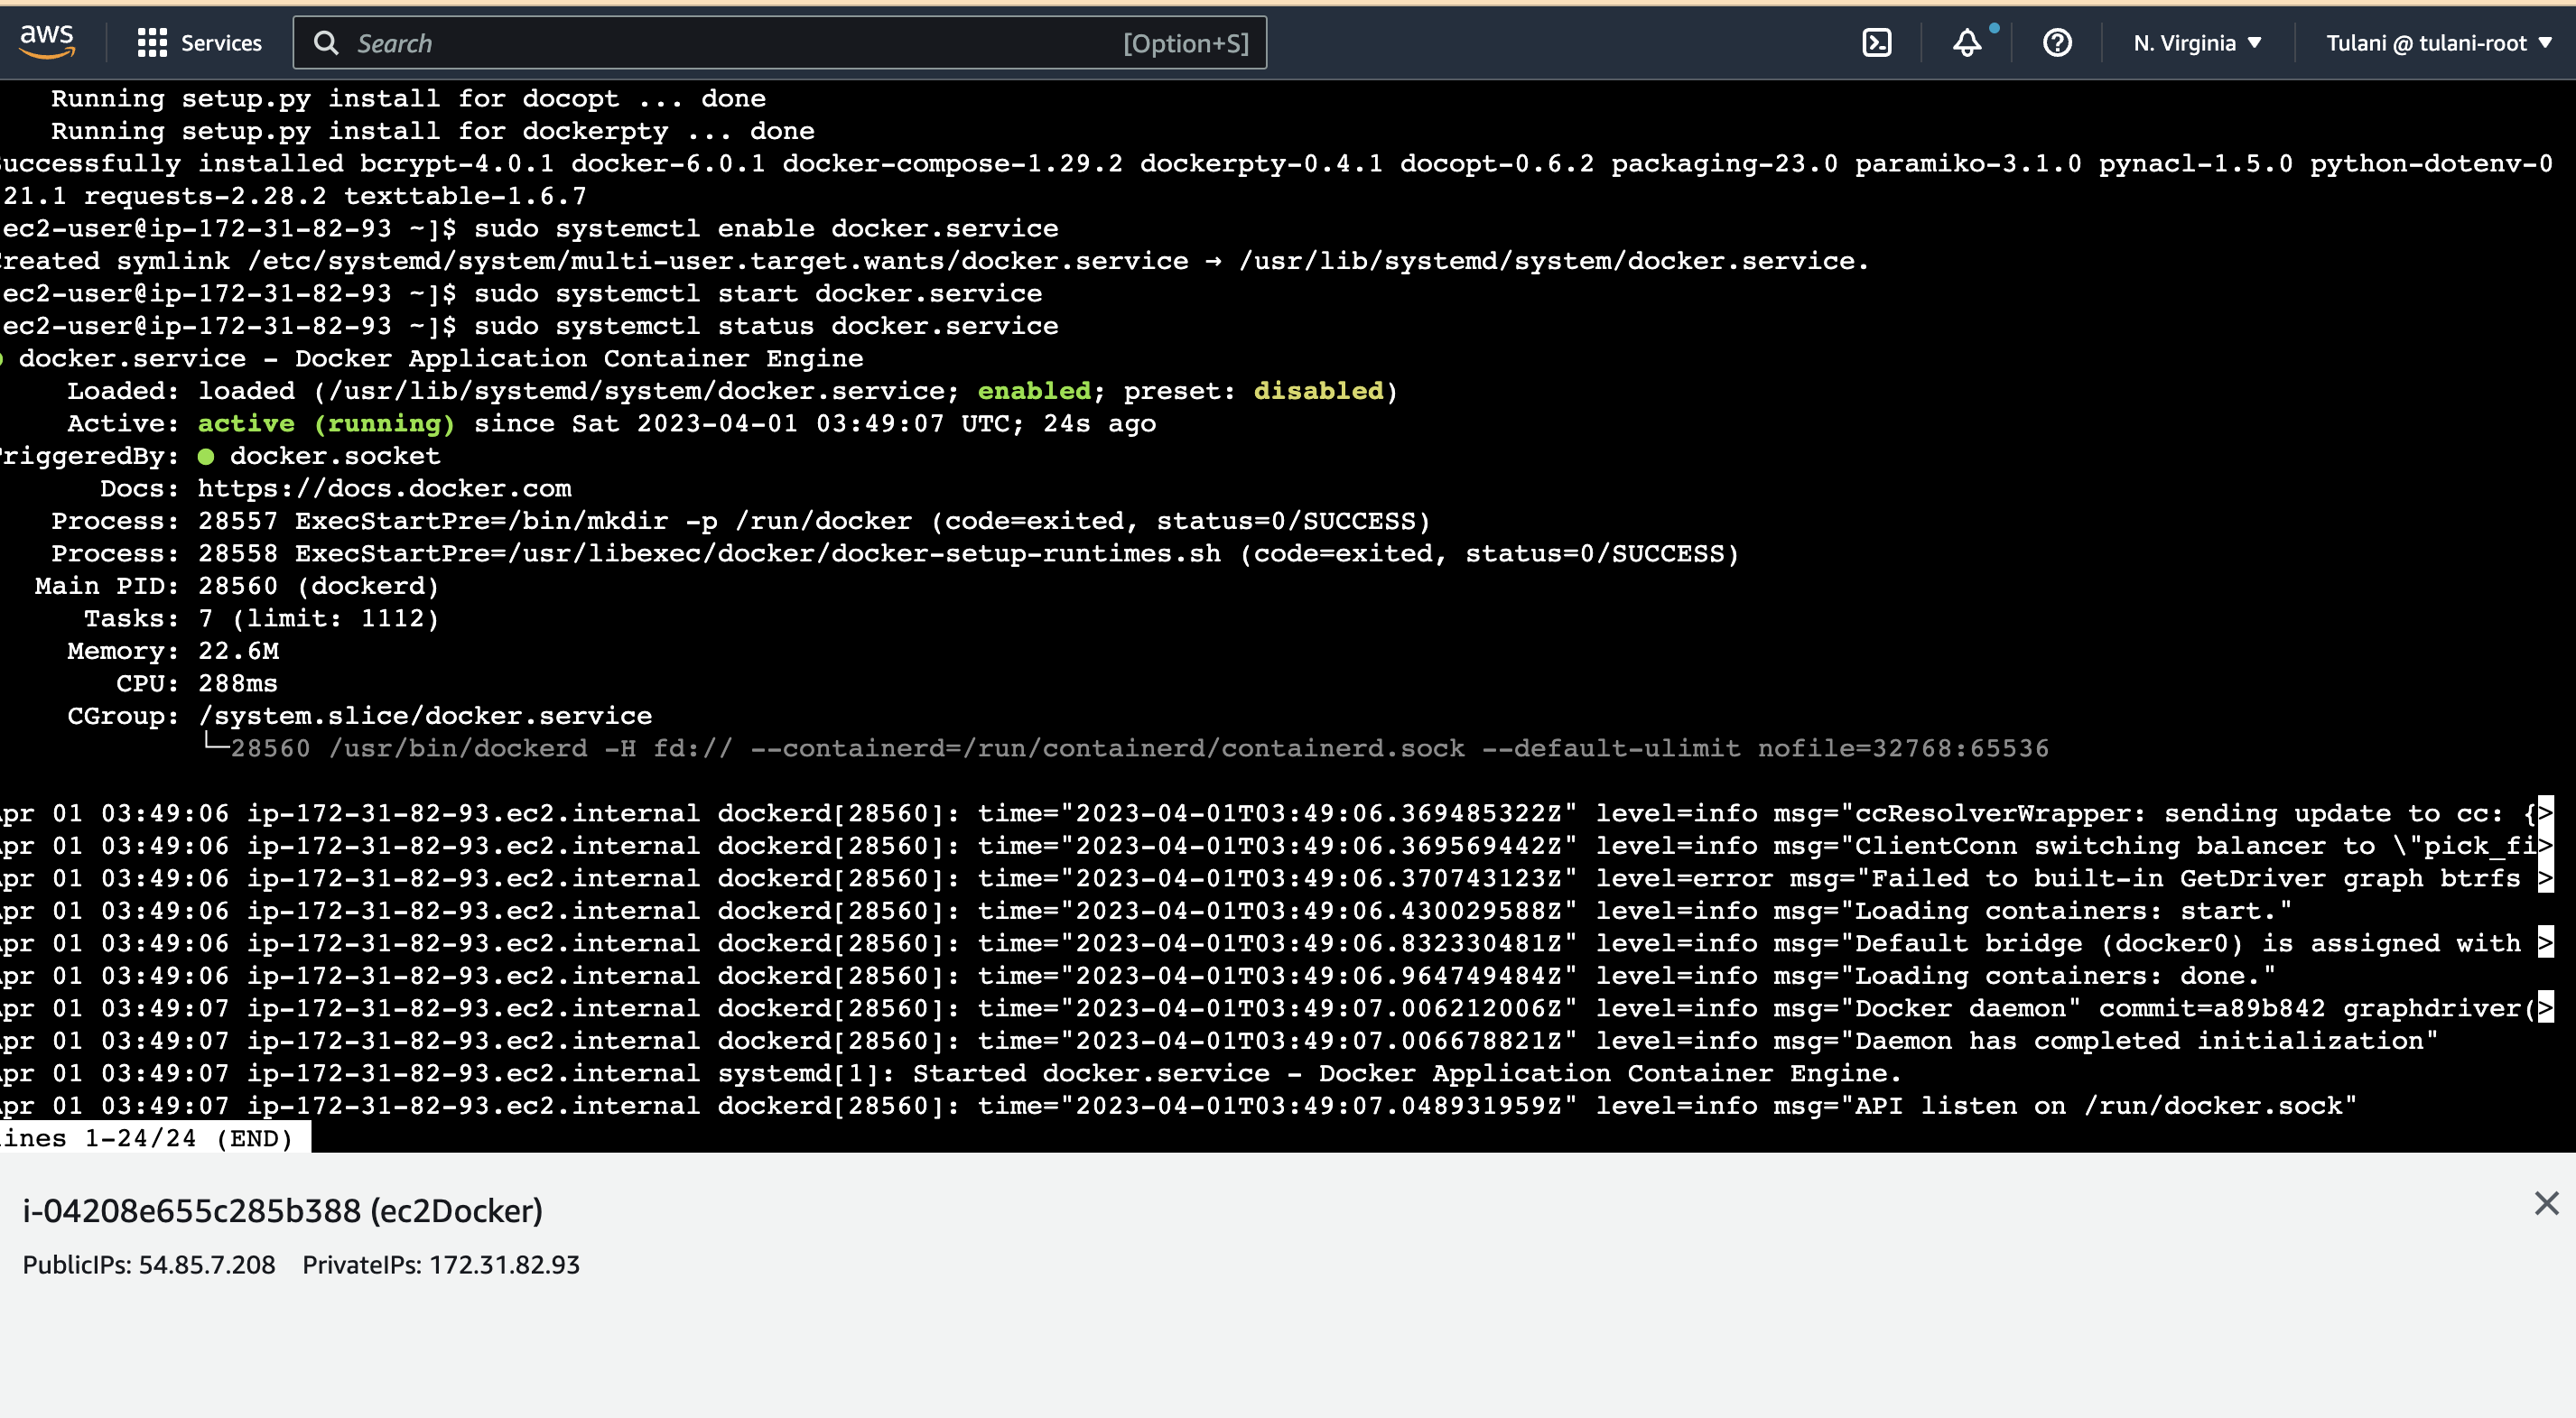 aws Services Search [Option+S] N. Virginia Tulani @ tulani-root
Running setup.py install for docopt ... done
Running setup.py install for dockerpty ... done
uccessfully installed bcrypt-4.0.1 docker-6.0.1 docker-compose-1.29.2 dockerpty-0.4.1 docopt-0.6.2 packaging-23.0 paramiko-3.1.0 pynacl-1.5.0 python-dotenv-0
21.1 requests-2.28.2 texttable-1.6.7
ec2-user@ip-172-31-82-93 ~]$ sudo systemctl enable docker.service
reated symlink /etc/systemd/system/multi-user.target.wants/docker.service → /usr/lib/systemd/system/docker.service.
ec2-user@ip-172-31-82-93 ~]$ sudo systemctl start docker.service
ec2-user@ip-172-31-82-93 ~]$ sudo systemctl status docker.service
● docker.service - Docker Application Container Engine
Loaded: loaded (/usr/lib/systemd/system/docker.service; enabled; preset: disabled)
Active: active (running) since Sat 2023-04-01 03:49:07 UTC; 24s ago
riggeredBy: ● docker.socket
Docs: https://docs.docker.com
Process: 28557 ExecStartPre=/bin/mkdir -p /run/docker (code=exited, status=0/SUCCESS)
Process: 28558 ExecStartPre=/usr/libexec/docker/docker-setup-runtimes.sh (code=exited, status=0/SUCCESS)
Main PID: 28560 (dockerd)
Tasks: 7 (limit: 1112)
Memory: 22.6M
CPU: 288ms
CGroup: /system.slice/docker.service
└─28560 /usr/bin/dockerd -H fd:// --containerd=/run/containerd/containerd.sock --default-ulimit nofile=32768:65536
pr 01 03:49:06 ip-172-31-82-93.ec2.internal dockerd[28560]: time="2023-04-01T03:49:06.369485322Z" level=info msg="ccResolverWrapper: sending update to cc: {>
pr 01 03:49:06 ip-172-31-82-93.ec2.internal dockerd[28560]: time="2023-04-01T03:49:06.369569442Z" level=info msg="ClientConn switching balancer to \"pick_fi>
pr 01 03:49:06 ip-172-31-82-93.ec2.internal dockerd[28560]: time="2023-04-01T03:49:06.370743123Z" level=error msg="Failed to built-in GetDriver graph btrfs >
pr 01 03:49:06 ip-172-31-82-93.ec2.internal dockerd[28560]: time="2023-04-01T03:49:06.430029588Z" level=info msg="Loading containers: start."
pr 01 03:49:06 ip-172-31-82-93.ec2.internal dockerd[28560]: time="2023-04-01T03:49:06.832330481Z" level=info msg="Default bridge (docker0) is assigned with >
pr 01 03:49:06 ip-172-31-82-93.ec2.internal dockerd[28560]: time="2023-04-01T03:49:06.964749484Z" level=info msg="Loading containers: done."
pr 01 03:49:07 ip-172-31-82-93.ec2.internal dockerd[28560]: time="2023-04-01T03:49:07.006212006Z" level=info msg="Docker daemon" commit=a89b842 graphdriver(>
pr 01 03:49:07 ip-172-31-82-93.ec2.internal dockerd[28560]: time="2023-04-01T03:49:07.006678821Z" level=info msg="Daemon has completed initialization"
pr 01 03:49:07 ip-172-31-82-93.ec2.internal systemd[1]: Started docker.service - Docker Application Container Engine.
pr 01 03:49:07 ip-172-31-82-93.ec2.internal dockerd[28560]: time="2023-04-01T03:49:07.048931959Z" level=info msg="API listen on /run/docker.sock"
ines 1-24/24 (END)
i-04208e655c285b388 (ec2Docker)
PublicIPs: 54.85.7.208 PrivateIPs: 172.31.82.93